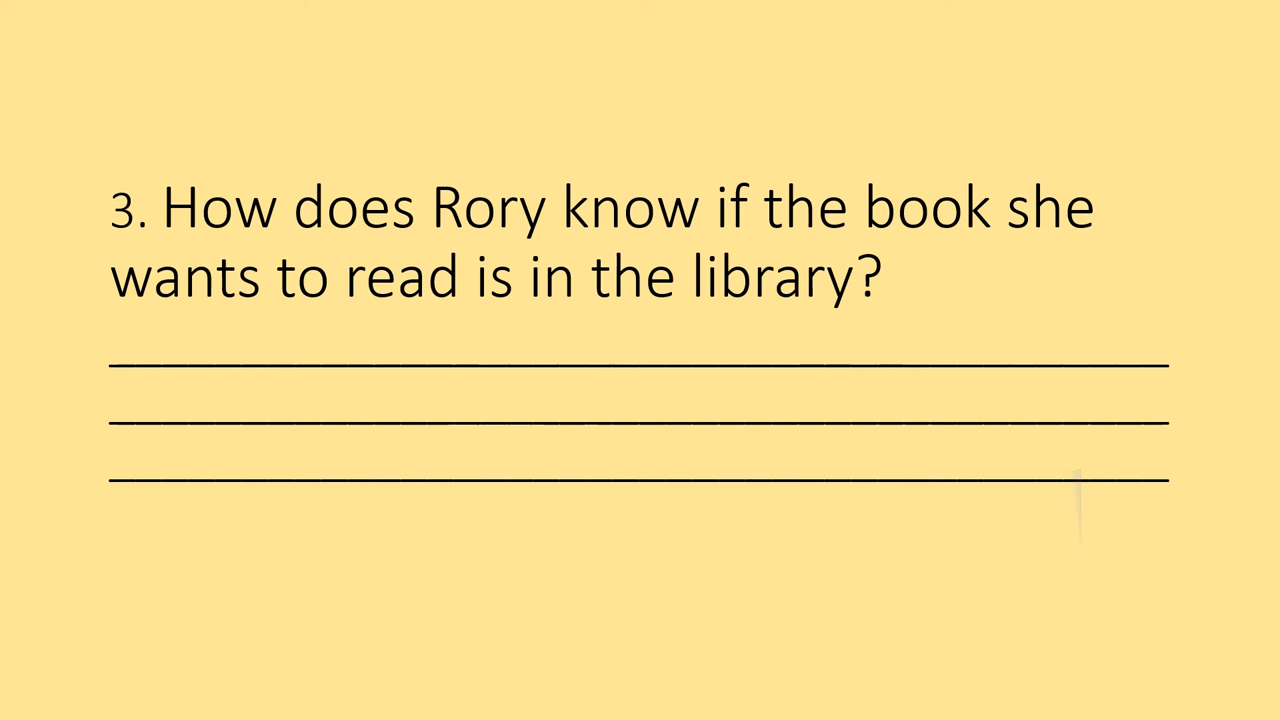 3. How does Rory know if the book she
wants to read is in the library?